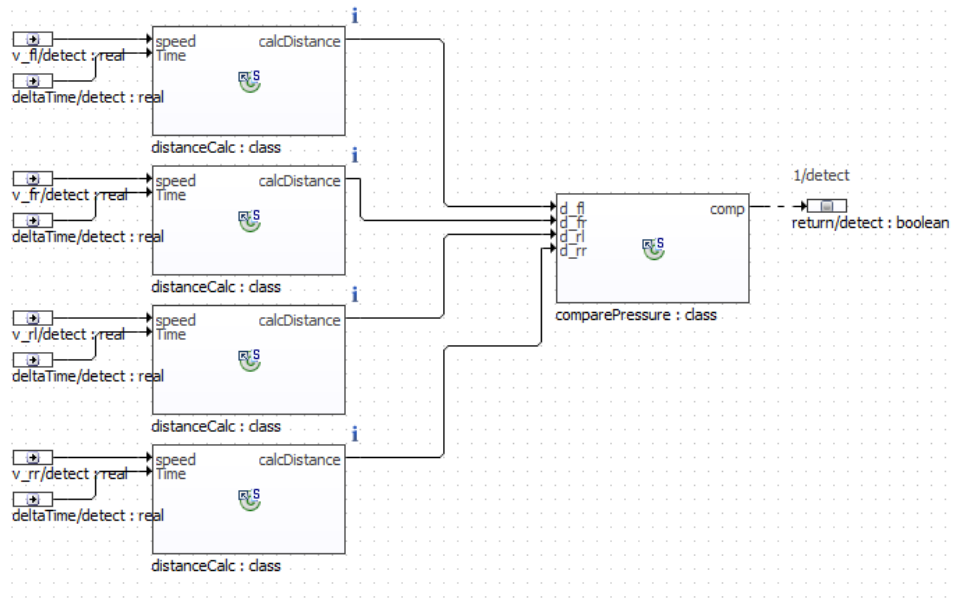 i
speed calcDistance
v_fl/detect : real Time
deltaTime/detect : real
distanceCalc : class
i
speed calcDistance
v_fr/detect : real Time
deltaTime/detect : real
distanceCalc : class
i
speed calcDistance
v_rl/detect : real Time
deltaTime/detect : real
distanceCalc : class
i
speed calcDistance
v_rr/detect : real Time
deltaTime/detect : real
distanceCalc : class
d_fl comp
d_fr
d_rl
d_rr
comparePressure : class
1/detect
return/detect : boolean